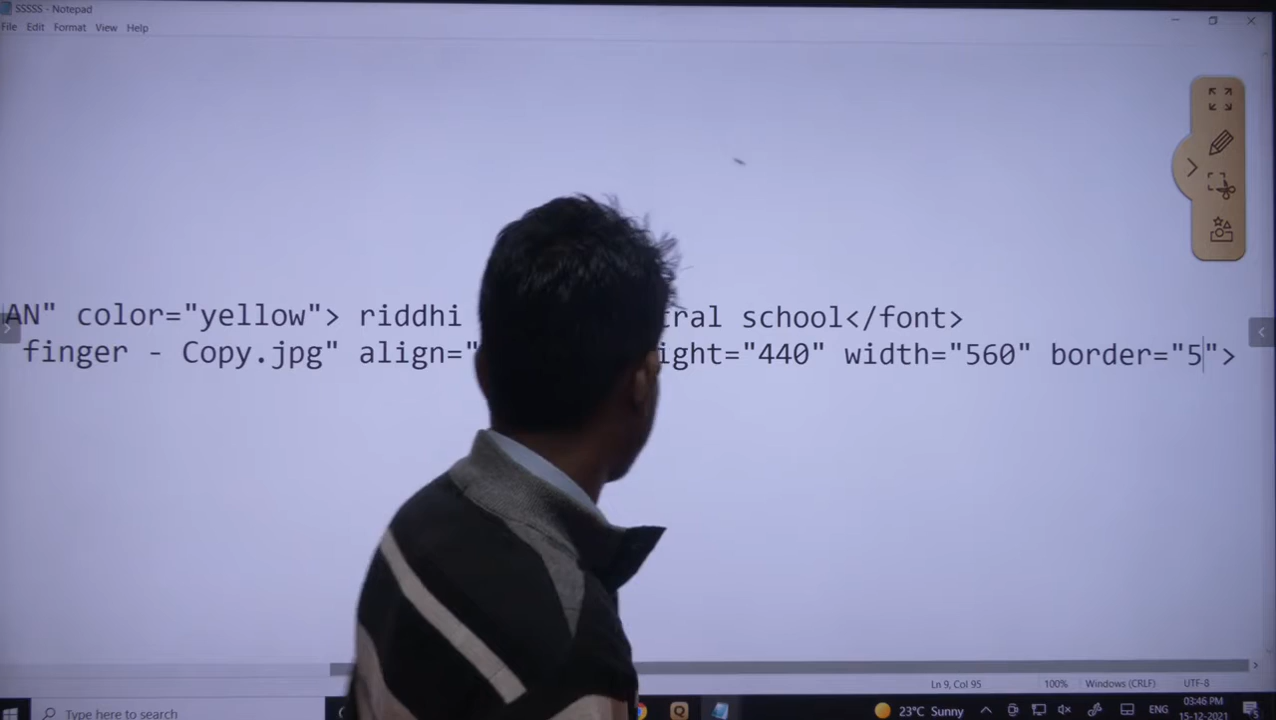 SSSSS - Notepad
File Edit Format View Help
AN" color="yellow"> riddhi school</font>
finger - Copy.jpg" align=" ="440" width="560" border="5">
Ln 9, Col 95 100% Windows (CRLF) UTF-8
Type here to search 23°C Sunny ENG 03:46 PM
15-12-2021